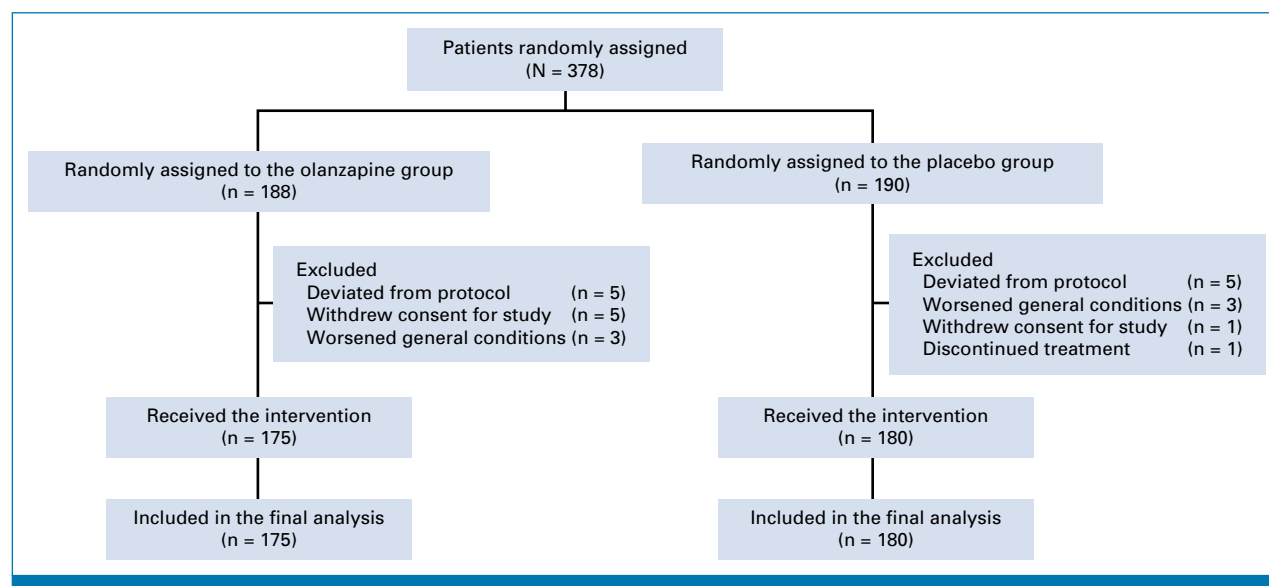 Patients randomly assigned
(N = 378)
Randomly assigned to the olanzapine group
(n = 188)
Randomly assigned to the placebo group
(n = 190)
Excluded
Deviated from protocol (n = 5)
Withdrew consent for study (n = 5)
Worsened general conditions (n = 3)
Excluded
Deviated from protocol (n = 5)
Worsened general conditions (n = 3)
Withdrew consent for study (n = 1)
Discontinued treatment (n = 1)
Received the intervention
(n = 175)
Received the intervention
(n = 180)
Included in the final analysis
(n = 175)
Included in the final analysis
(n = 180)